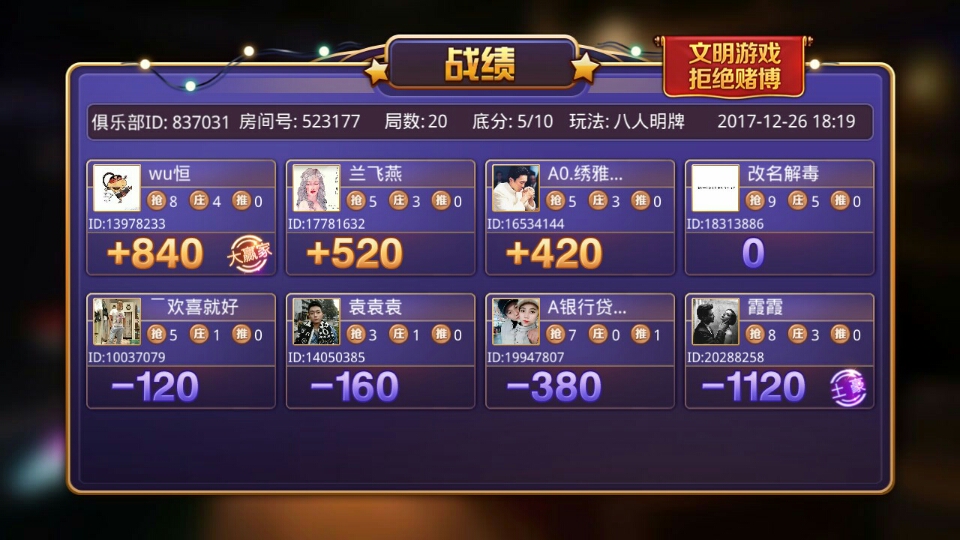 战绩
文明游戏
拒绝赌博
俱乐部ID: 837031 房间号: 523177 局数: 20 底分: 5/10 玩法: 八人明牌 2017-12-26 18:19
wu恒
抢 8 庄 4 推 0
ID:13978233
+840 大赢家
兰飞燕
抢 5 庄 3 推 0
ID:17781632
+520
A0.绣雅...
抢 5 庄 3 推 0
ID:16534144
+420
改名解毒
抢 9 庄 5 推 0
ID:18313886
0
￣欢喜就好
抢 5 庄 1 推 0
ID:10037079
-120
袁袁袁
抢 3 庄 1 推 0
ID:14050385
-160
A银行贷...
抢 7 庄 0 推 1
ID:19947807
-380
霞霞
抢 8 庄 3 推 0
ID:20288258
-1120 土豪